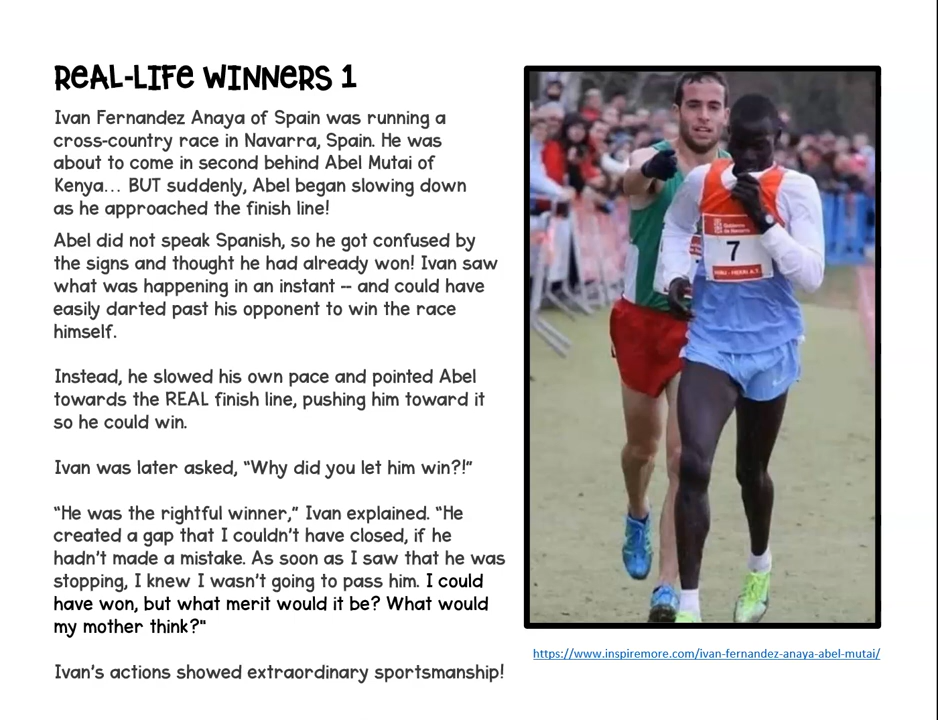 ReAL-LIFe WINNeRS 1
Ivan Fernandez Anaya of Spain was running a
cross-country race in Navarra, Spain. He was
about to come in second behind Abel Mutai of
Kenya... BUT suddenly, Abel began slowing down
as he approached the finish line!
Abel did not speak Spanish, so he got confused by
the signs and thought he had already won! Ivan saw
what was happening in an instant -- and could have
easily darted past his opponent to win the race
himself.
Instead, he slowed his own pace and pointed Abel
towards the REAL finish line, pushing him toward it
so he could win.
Ivan was later asked, “Why did you let him win?!”
“He was the rightful winner,” Ivan explained. “He
created a gap that I couldn’t have closed, if he
hadn’t made a mistake. As soon as I saw that he was
stopping, I knew I wasn’t going to pass him. I could
have won, but what merit would it be? What would
my mother think?"
Ivan’s actions showed extraordinary sportsmanship!
Gobierno
de Navarra
7
https://www.inspiremore.com/ivan-fernandez-anaya-abel-mutai/